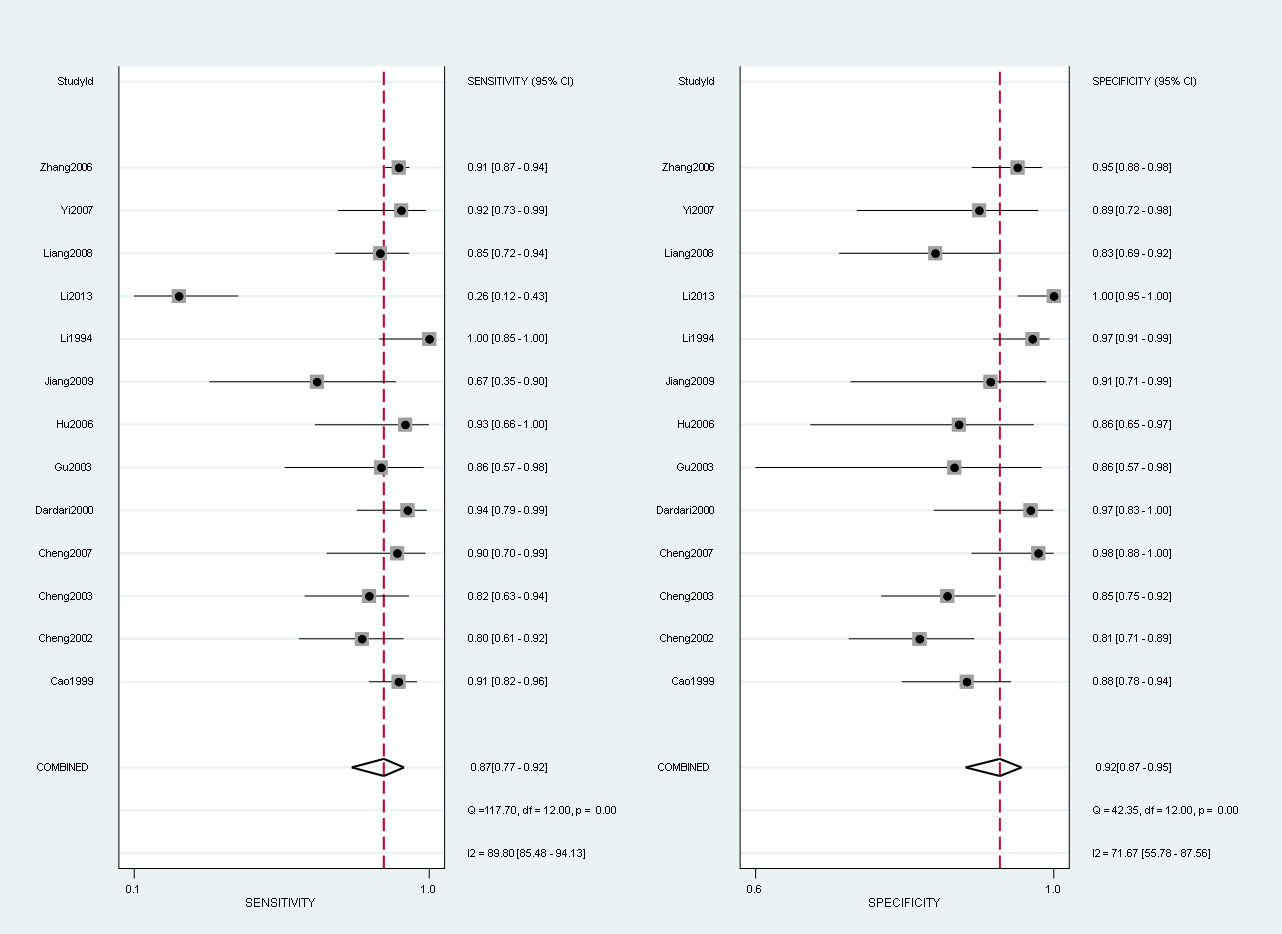 StudyId SENSITIVITY (95% CI) StudyId SPECIFICITY (95% CI)
Zhang2006 0.91 [0.87 - 0.94] Zhang2006 0.95 [0.88 - 0.98]
Yi2007 0.92 [0.73 - 0.99] Yi2007 0.89 [0.72 - 0.98]
Liang2008 0.85 [0.72 - 0.94] Liang2008 0.83 [0.69 - 0.92]
Li2013 0.26 [0.12 - 0.43] Li2013 1.00 [0.95 - 1.00]
Li1994 1.00 [0.85 - 1.00] Li1994 0.97 [0.91 - 0.99]
Jiang2009 0.67 [0.35 - 0.90] Jiang2009 0.91 [0.71 - 0.99]
Hu2006 0.93 [0.66 - 1.00] Hu2006 0.86 [0.65 - 0.97]
Gu2003 0.86 [0.57 - 0.98] Gu2003 0.86 [0.57 - 0.98]
Dardari2000 0.94 [0.79 - 0.99] Dardari2000 0.97 [0.83 - 1.00]
Cheng2007 0.90 [0.70 - 0.99] Cheng2007 0.98 [0.88 - 1.00]
Cheng2003 0.82 [0.63 - 0.94] Cheng2003 0.85 [0.75 - 0.92]
Cheng2002 0.80 [0.61 - 0.92] Cheng2002 0.81 [0.71 - 0.89]
Cao1999 0.91 [0.82 - 0.96] Cao1999 0.88 [0.78 - 0.94]
COMBINED 0.87[0.77 - 0.92] COMBINED 0.92[0.87 - 0.95]
Q =117.70, df = 12.00, p = 0.00 Q = 42.35, df = 12.00, p = 0.00
I2 = 89.80 [85.48 - 94.13] I2 = 71.67 [55.78 - 87.56]
0.1 1.0 0.6 1.0
SENSITIVITY SPECIFICITY